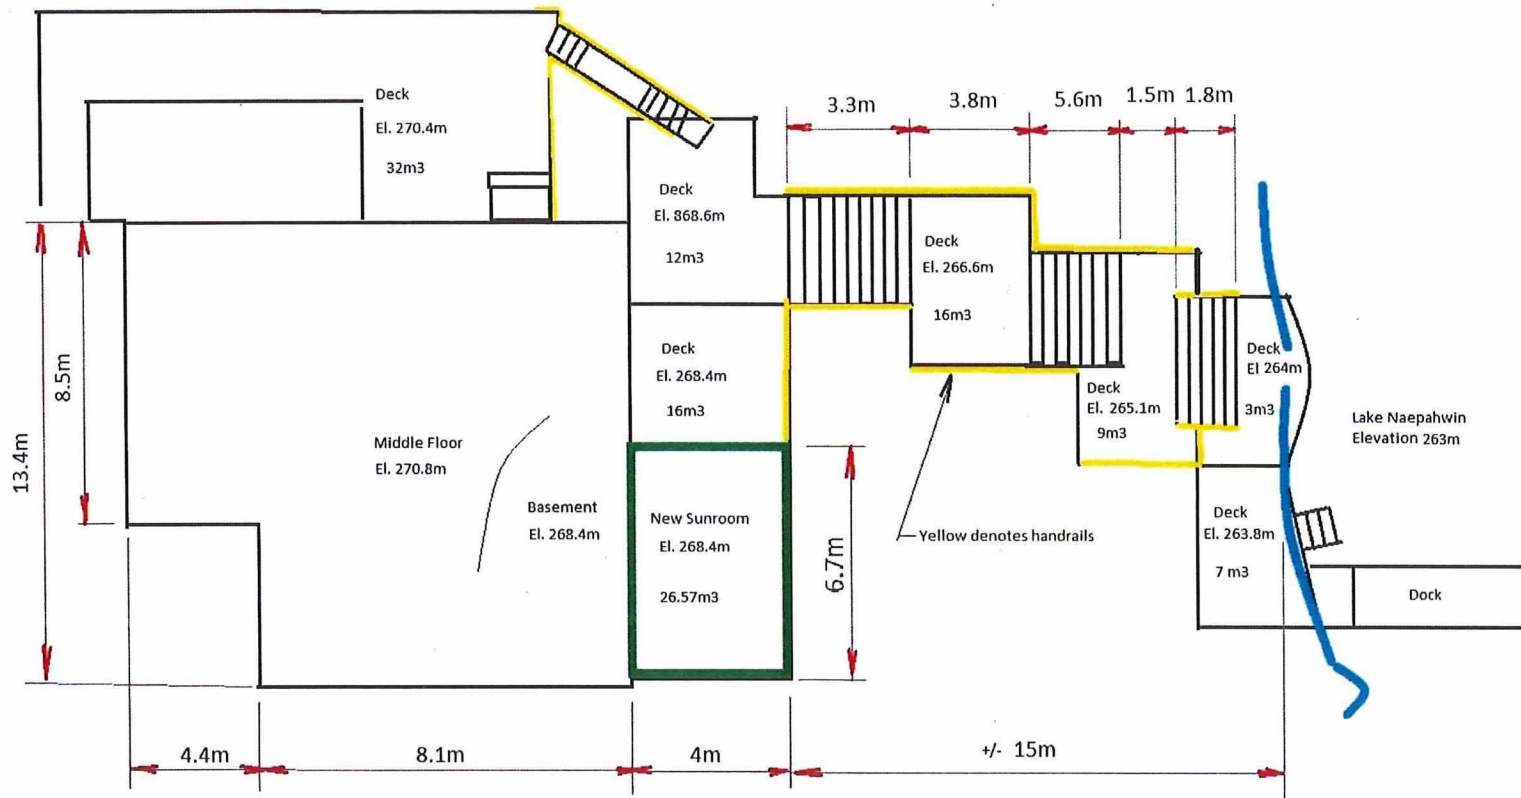 3.3m
3.8m
5.6m
1.5m
1.8m
Deck
El. 270.4m
32m3
Deck
El. 868.6m
12m3
Deck
El. 266.6m
16m3
Deck
El. 268.4m
16m3
Deck
El. 265.1m
9m3
Deck
El 264m
3m3
Lake Naepahwin
Elevation 263m
8.5m
13.4m
Middle Floor
El. 270.8m
Basement
El. 268.4m
New Sunroom
El. 268.4m
26.57m3
6.7m
Yellow denotes handrails
Deck
El. 263.8m
7 m3
Dock
4.4m
8.1m
4m
+/- 15m